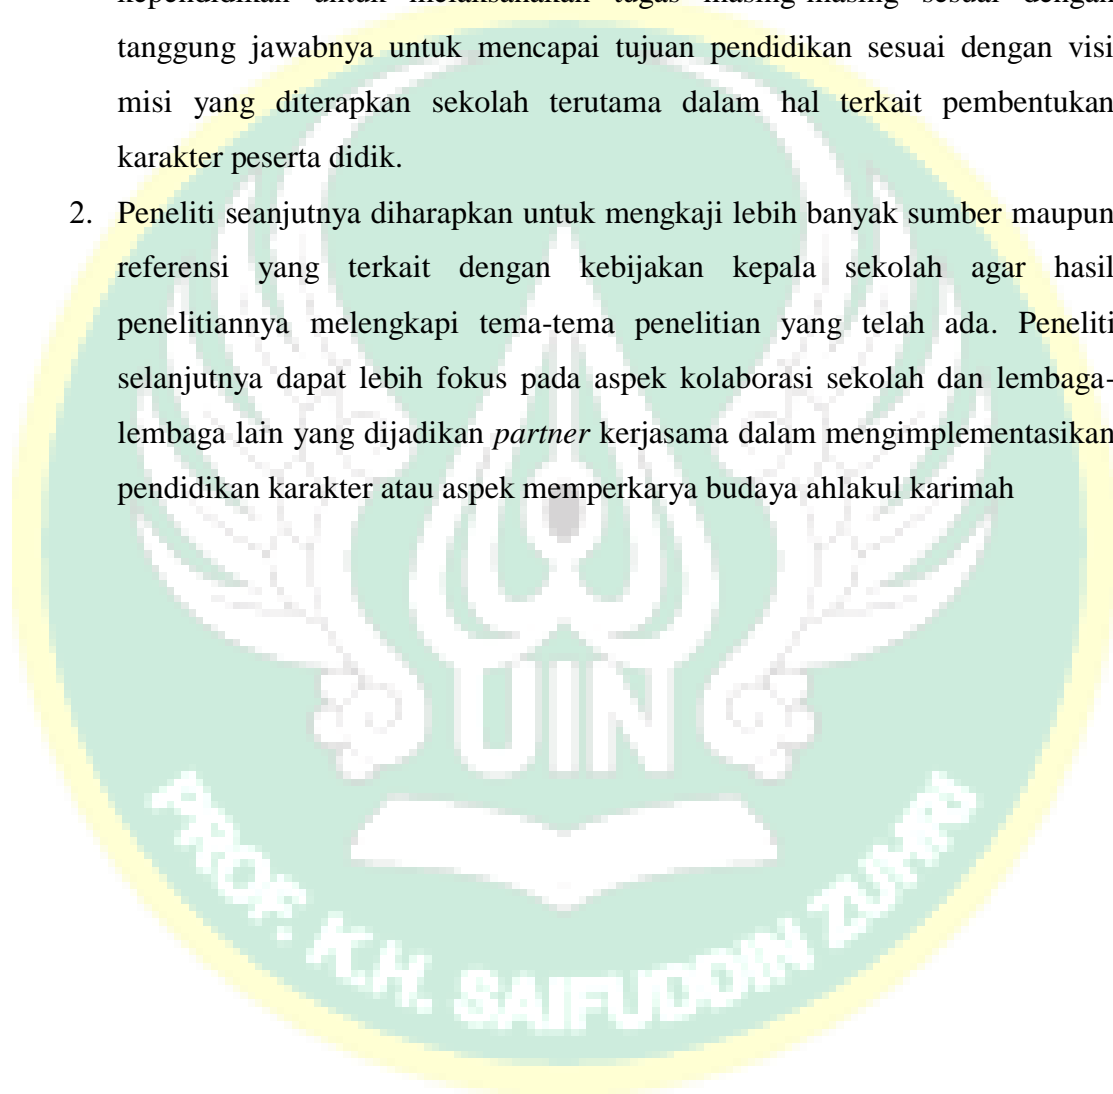 kependidikan untuk melaksanakan tugas masing-masing sesuai dengan
tanggung jawabnya untuk mencapai tujuan pendidikan sesuai dengan visi
misi yang diterapkan sekolah terutama dalam hal terkait pembentukan
karakter peserta didik.
2. Peneliti seanjutnya diharapkan untuk mengkaji lebih banyak sumber maupun
referensi yang terkait dengan kebijakan kepala sekolah agar hasil
penelitiannya melengkapi tema-tema penelitian yang telah ada. Peneliti
selanjutnya dapat lebih fokus pada aspek kolaborasi sekolah dan lembaga-
lembaga lain yang dijadikan partner kerjasama dalam mengimplementasikan
pendidikan karakter atau aspek memperkarya budaya ahlakul karimah
UIN
PROF. K.H. SAIFUDDIN ZUHRI